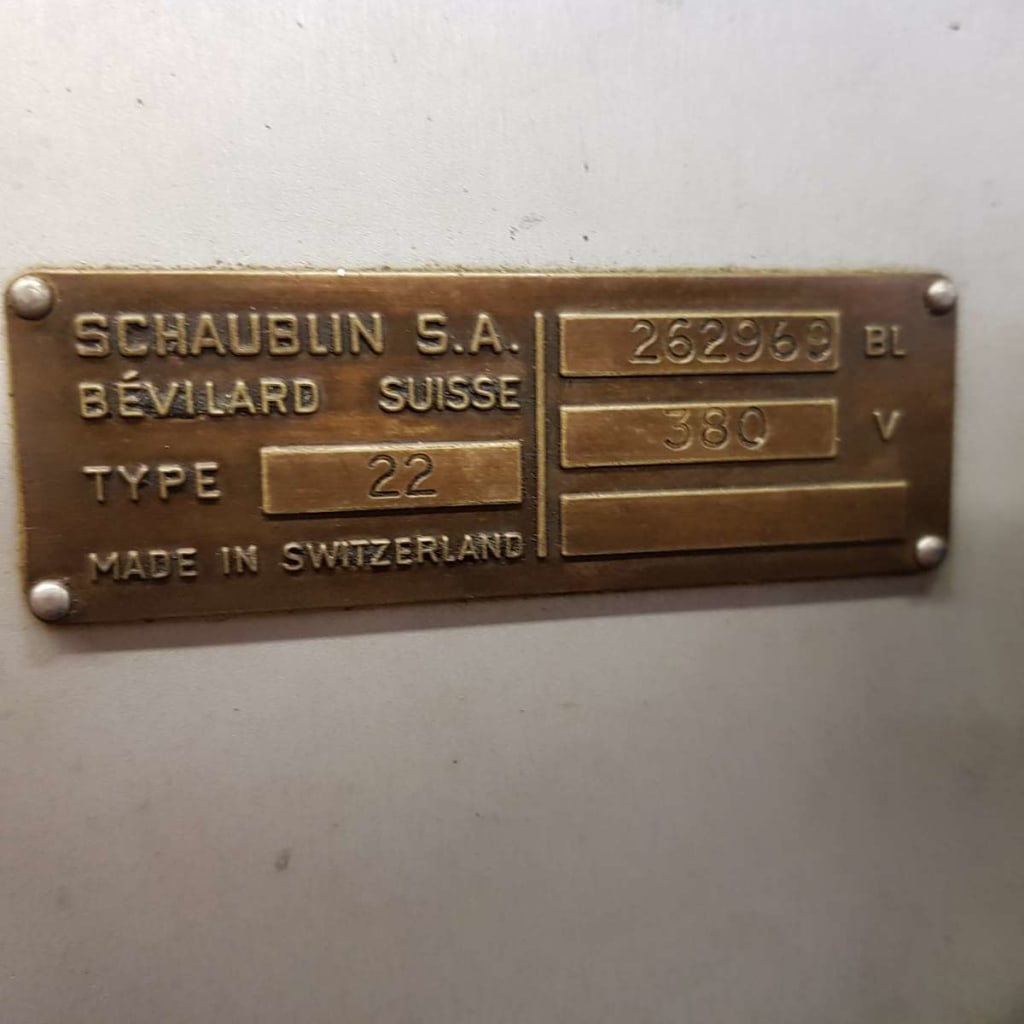 SCHAUBLIN S.A.
BÉVILARD SUISSE
TYPE 22
MADE IN SWITZERLAND
262969 BL
380 V